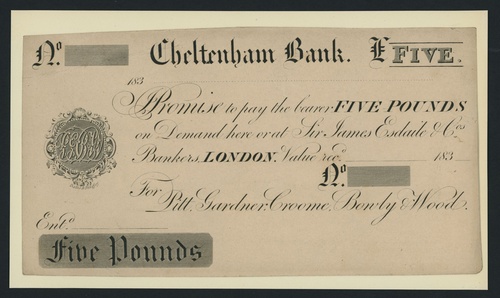 No. Cheltenham Bank. £ FIVE.
183
I Promise to pay the bearer FIVE POUNDS
on Demand here or at Sir James Esdaile & Cos
Bankers, LONDON, Value recd. 183
No.
For Pitt, Gardner, Croome, Bowly & Wood.
Entd.
Five Pounds